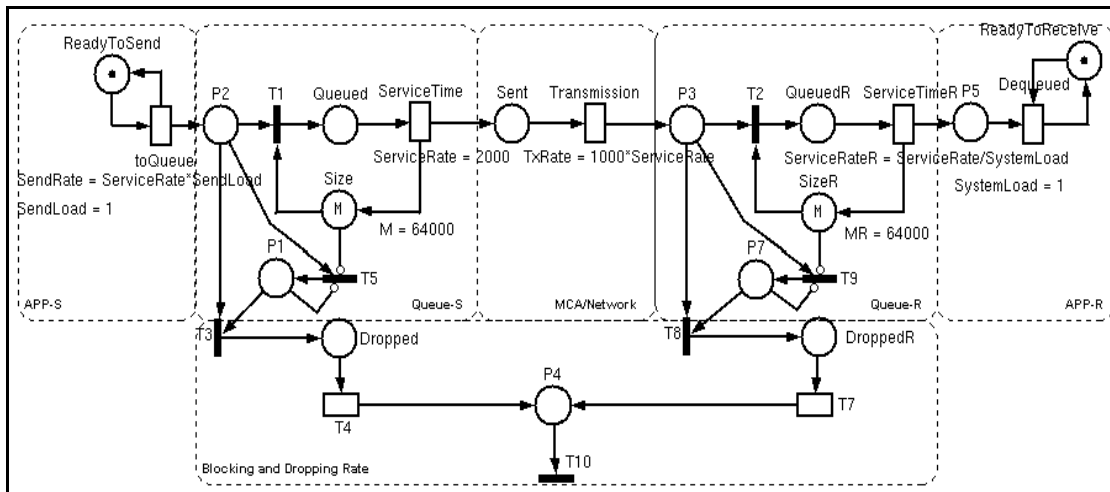 ReadyToSend
ReadyToReceive
P2
T1
Queued
ServiceTime
Sent
Transmission
P3
T2
QueuedR
ServiceTimeR
P5
Dequeued
toQueue
ServiceRate = 2000
TxRate = 1000*ServiceRate
ServiceRateR = ServiceRate/SystemLoad
SendRate = ServiceRate*SendLoad
Size
SizeR
SystemLoad = 1
SendLoad = 1
M
M
M = 64000
MR = 64000
P1
P7
T5
T9
APP-S
Queue-S
MCA/Network
Queue-R
APP-R
T3
Dropped
T8
DroppedR
P4
T4
T7
T10
Blocking and Dropping Rate